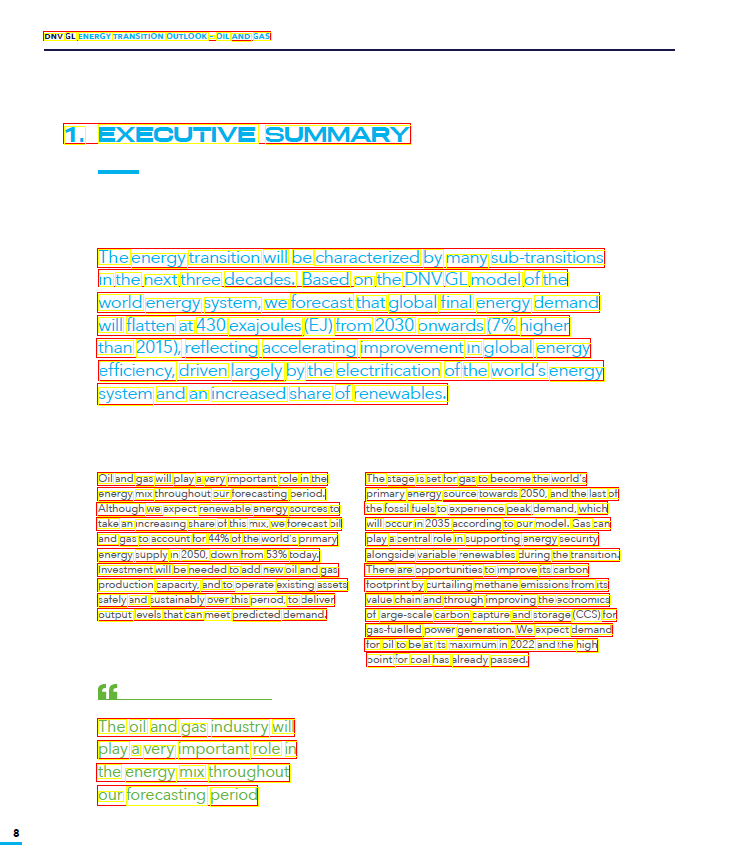 DNV GL ENERGY TRANSITION OUTLOOK – OIL AND GAS
1. EXECUTIVE SUMMARY
The energy transition will be characterized by many sub-transitions
in the next three decades. Based on the DNV GL model of the
world energy system, we forecast that global final energy demand
will flatten at 430 exajoules (EJ) from 2030 onwards (7% higher
than 2015), reflecting accelerating improvement in global energy
efficiency, driven largely by the electrification of the world's energy
system and an increased share of renewables.
Oil and gas will play a very important role in the
energy mix throughout our forecasting period.
Although we expect renewable energy sources to
take an increasing share of this mix, we forecast oil
and gas to account for 44% of the world's primary
energy supply in 2050, down from 53% today.
Investment will be needed to add new oil and gas
production capacity, and to operate existing assets
safely and sustainably over this period, to deliver
output levels that can meet predicted demand.
The stage is set for gas to become the world's
primary energy source towards 2050, and the last of
the fossil fuels to experience peak demand, which
will occur in 2035 according to our model. Gas can
play a central role in supporting energy security
alongside variable renewables during the transition.
There are opportunities to improve its carbon
footprint by curtailing methane emissions from its
value chain and through improving the economics
of large-scale carbon capture and storage (CCS) for
gas-fuelled power generation. We expect demand
for oil to be at its maximum in 2022 and the high
point for coal has already passed.
“
The oil and gas industry will
play a very important role in
the energy mix throughout
our forecasting period
8